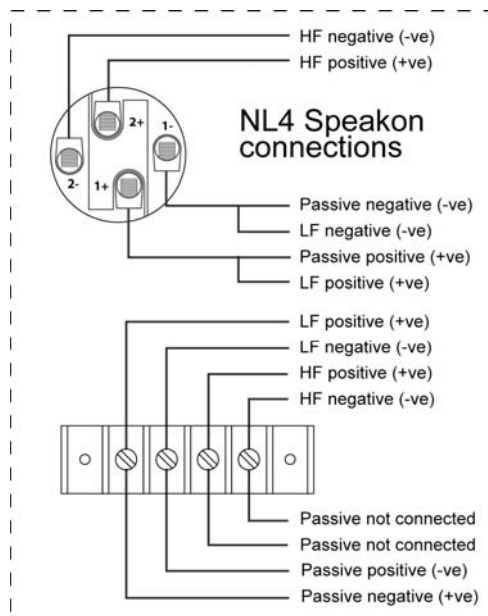 HF negative (-ve)
HF positive (+ve)
NL4 Speakon
connections
2+
1-
2-
1+
Passive negative (-ve)
LF negative (-ve)
Passive positive (+ve)
LF positive (+ve)
LF positive (+ve)
LF negative (-ve)
HF positive (+ve)
HF negative (-ve)
Passive not connected
Passive not connected
Passive positive (-ve)
Passive negative (+ve)